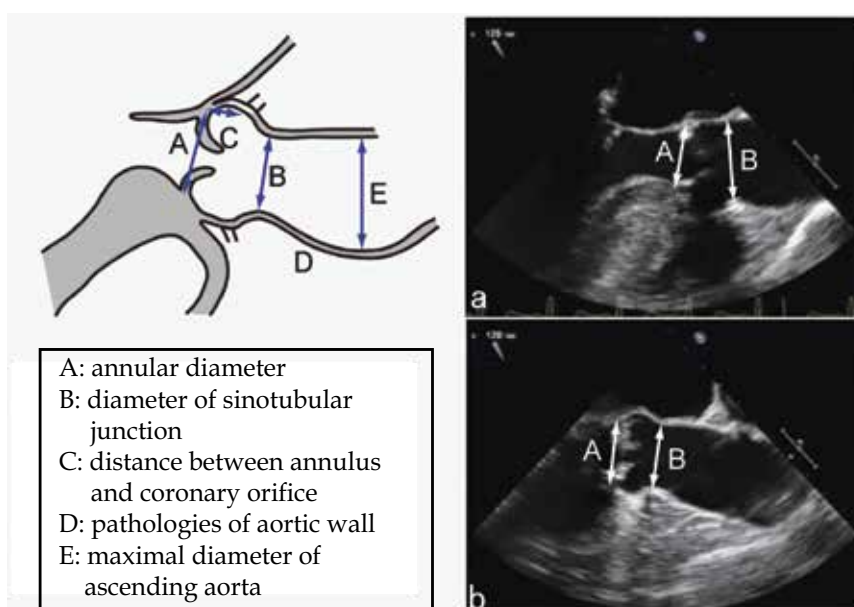 A
C
B
E
D
A: annular diameter
B: diameter of sinotubular
junction
C: distance between annulus
and coronary orifice
D: pathologies of aortic wall
E: maximal diameter of
ascending aorta
A
B
a
A
B
b